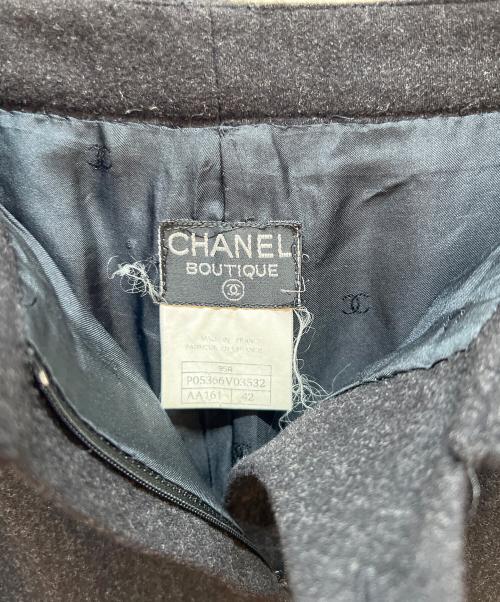 CHANEL
BOUTIQUE
MADE IN FRANCE
FABRIQUE EN FRANCE
95A
P05366V03532
AA161 42